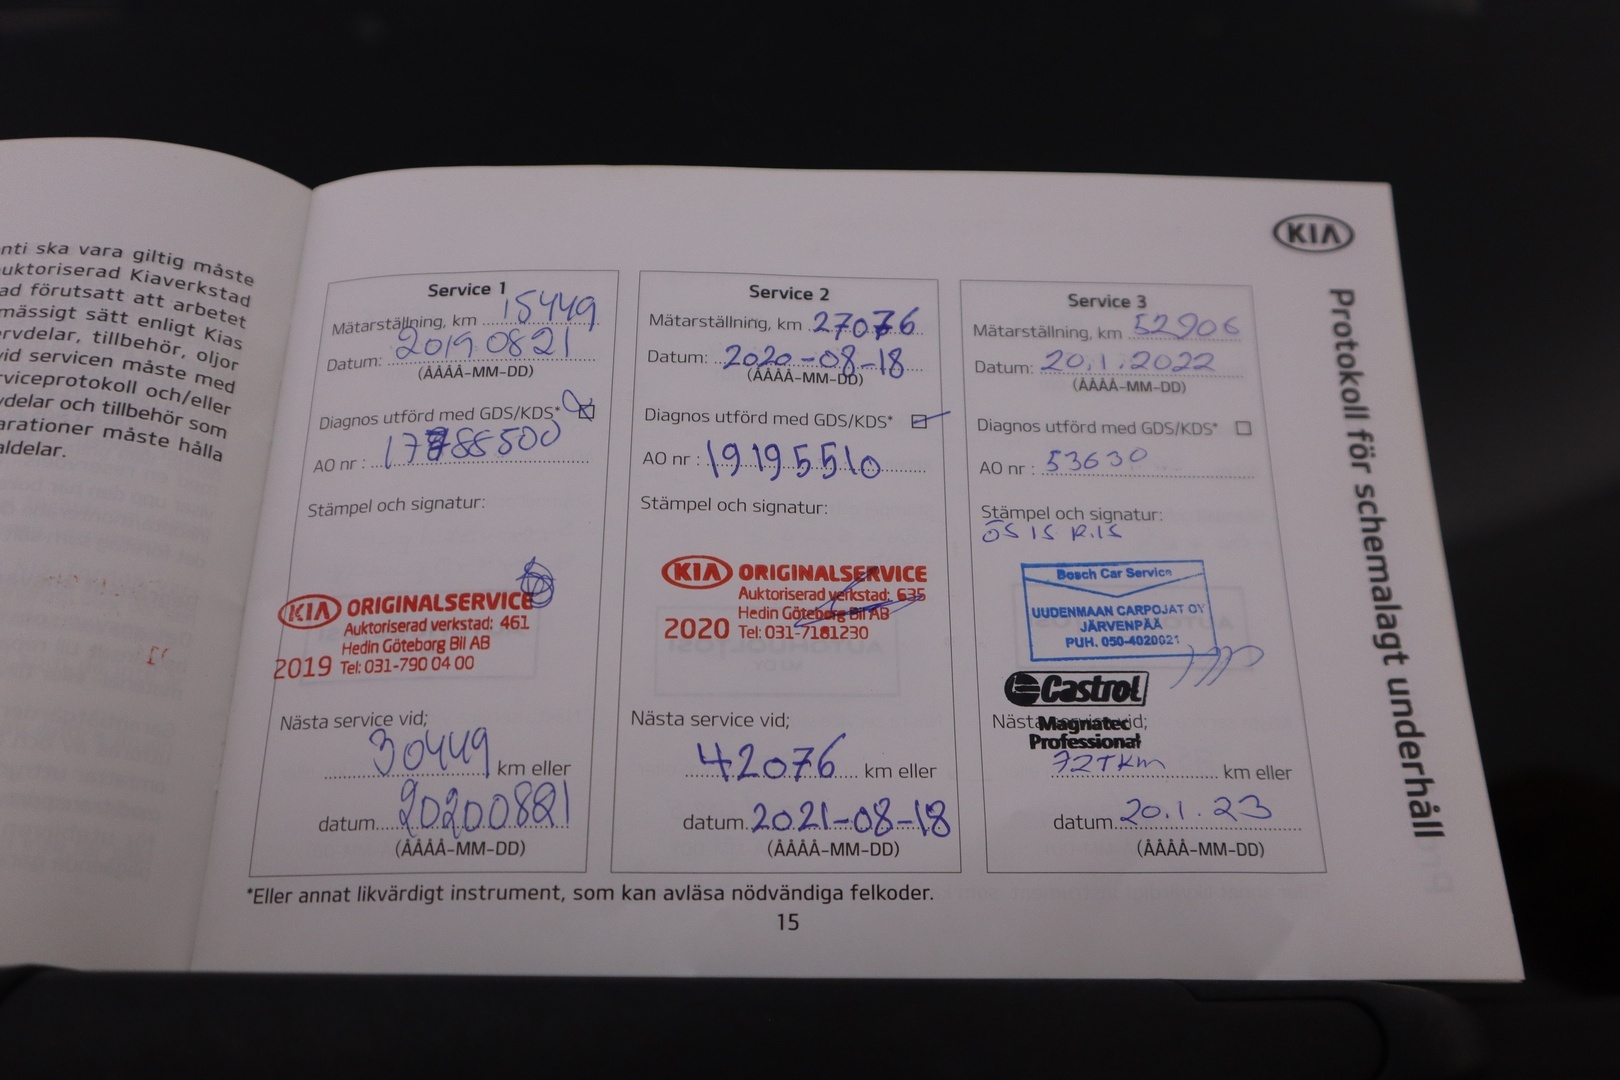 nti ska vara giltig måste
uktoriserad Kiaverkstad
ad förutsatt att arbetet
mässigt sätt enligt Kias
rvdelar, tillbehör, oljor
vid servicen måste med
rviceprotokoll och/eller
vdelar och tillbehör som
arationer måste hålla
aldelar.
KIA
Protokoll för schemalagt underhåll
Service 1
Mätarställning, km 15449
Datum: 20190821
(ÅÅÅÅ-MM-DD)
Diagnos utförd med GDS/KDS*
AO nr : 17788500
Stämpel och signatur:
KIA ORIGINALSERVICE
Auktoriserad verkstad: 461
Hedin Göteborg Bil AB
2019 Tel: 031-790 04 00
Nästa service vid;
30449 km eller
datum 20200821
(ÅÅÅÅ-MM-DD)
Service 2
Mätarställning, km 27076
Datum: 2020-08-18
(ÅÅÅÅ-MM-DD)
Diagnos utförd med GDS/KDS*
AO nr : 19195510
Stämpel och signatur:
KIA ORIGINALSERVICE
Auktoriserad verkstad: 635
Hedin Göteborg Bil AB
2020 Tel: 031-7181230
Nästa service vid;
42076 km eller
datum 2021-08-18
(ÅÅÅÅ-MM-DD)
Service 3
Mätarställning, km 52906
Datum: 20.1.2022
(ÅÅÅÅ-MM-DD)
Diagnos utförd med GDS/KDS*
AO nr : 53630
Stämpel och signatur:
Bosch Car Service
UUDENMAAN CARPOJAT OY
JÄRVENPÄÄ
PUH. 050-4020621
Castrol
Nästa service vid;
Magnatec
Professional
72TKM km eller
datum 20.1.23
(ÅÅÅÅ-MM-DD)
*Eller annat likvärdigt instrument, som kan avläsa nödvändiga felkoder.
15